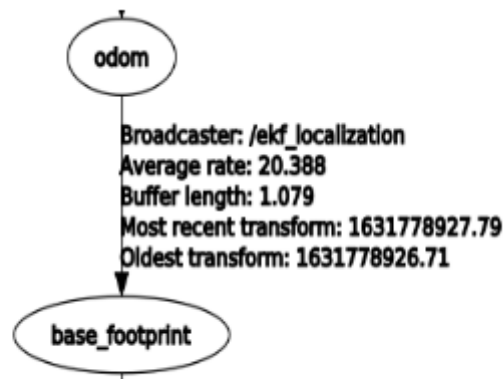 odom
Broadcaster: /ekf_localization
Average rate: 20.388
Buffer length: 1.079
Most recent transform: 1631778927.79
Oldest transform: 1631778926.71
base_footprint